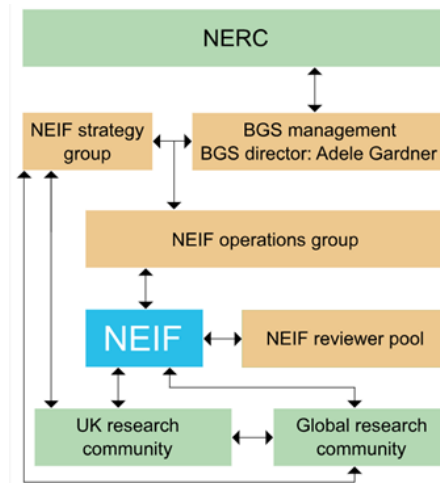 NERC
NEIF strategy
group
BGS management
BGS director: Adele Gardner
NEIF operations group
NEIF
NEIF reviewer pool
UK research
community
Global research
community